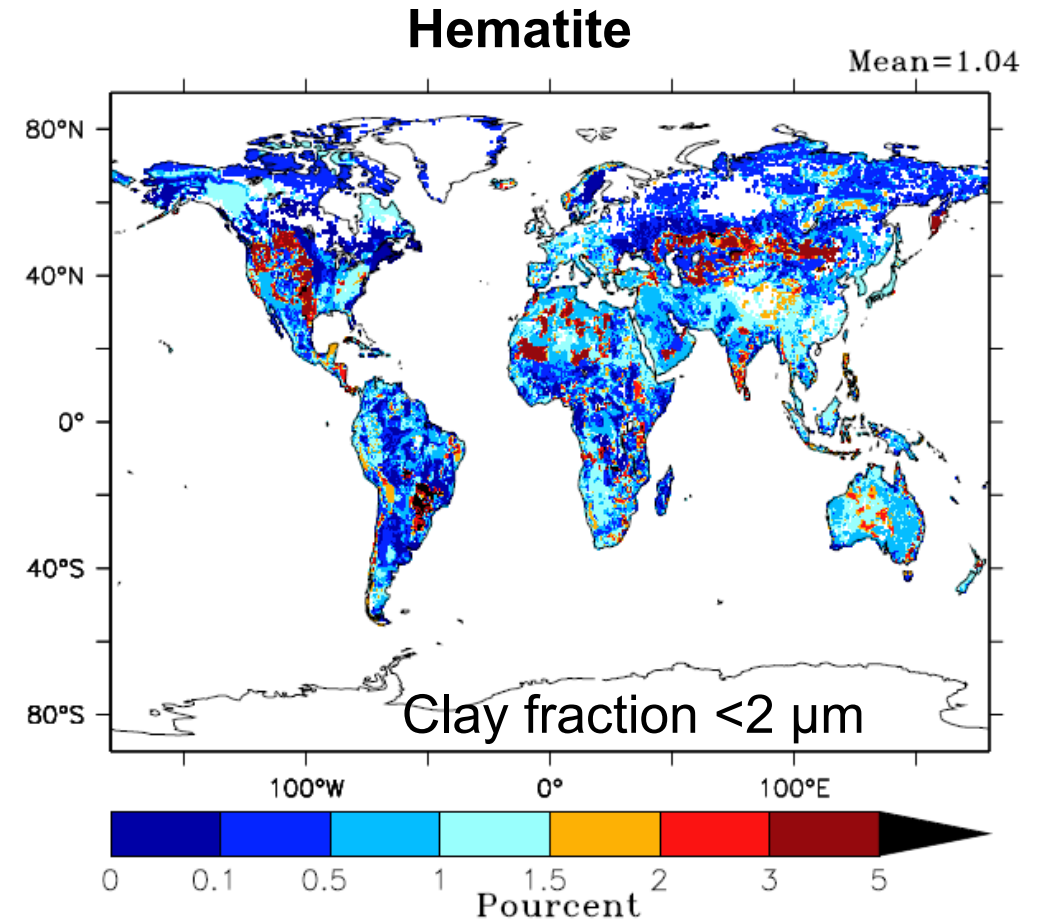 Hematite
Mean=1.04
80°N
40°N
0°
40°S
80°S
Clay fraction <2 μm
100°W 0° 100°E
0 0.1 0.5 1 1.5 2 3 5
Pourcent